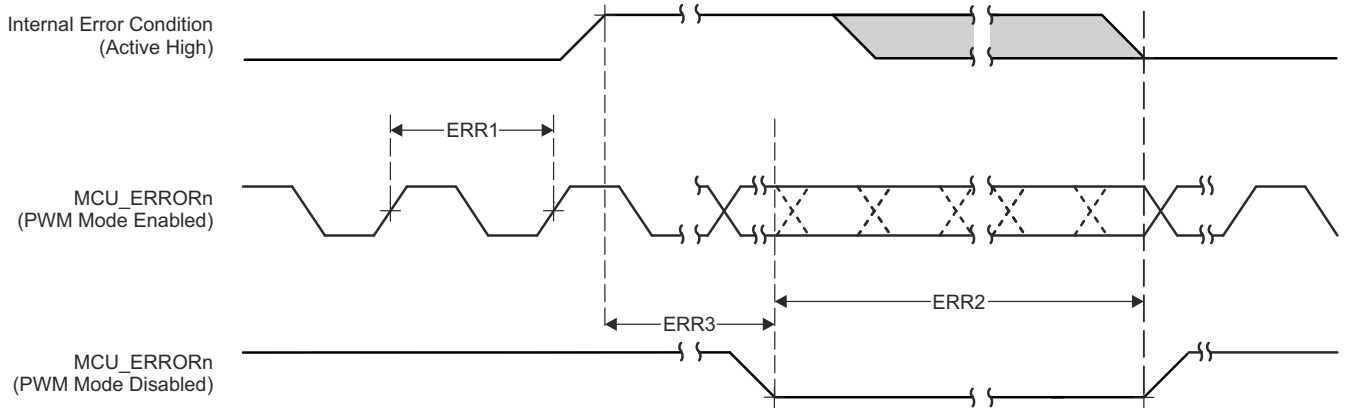 Internal Error Condition
(Active High)
ERR1
MCU_ERRORn
(PWM Mode Enabled)
ERR2
ERR3
MCU_ERRORn
(PWM Mode Disabled)